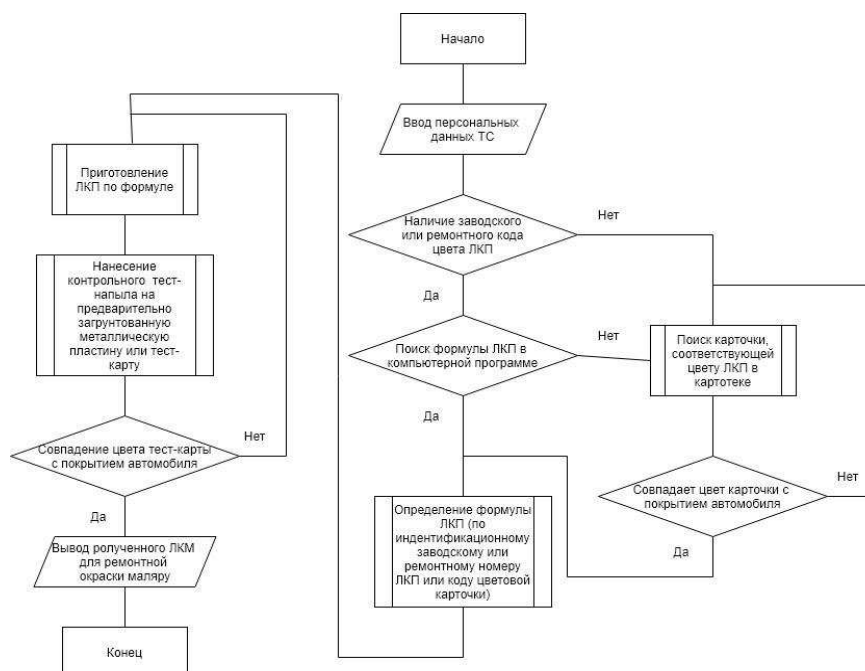 Начало
Ввод персональных
данных ТС
Наличие заводского
или ремонтного кода
цвета ЛКП
Нет
Да
Поиск формулы ЛКП в
компьютерной программе
Нет
Да
Поиск карточки,
соответствующей
цвету ЛКП в
картотеке
Совпадает цвет карточки с
покрытием автомобиля
Нет
Да
Определение формулы
ЛКП (по
индентификационному
заводскому или
ремонтному номеру
ЛКП или коду цветовой
карточки)
Приготовление
ЛКП по формуле
Нанесение
контрольного тест-
напыла на
предварительно
загрунтованную
металлическую
пластину или тест-
карту
Совпадение цвета тест-карты
с покрытием автомобиля
Нет
Да
Вывод ролученного ЛКМ
для ремонтной
окраски маляру
Конец